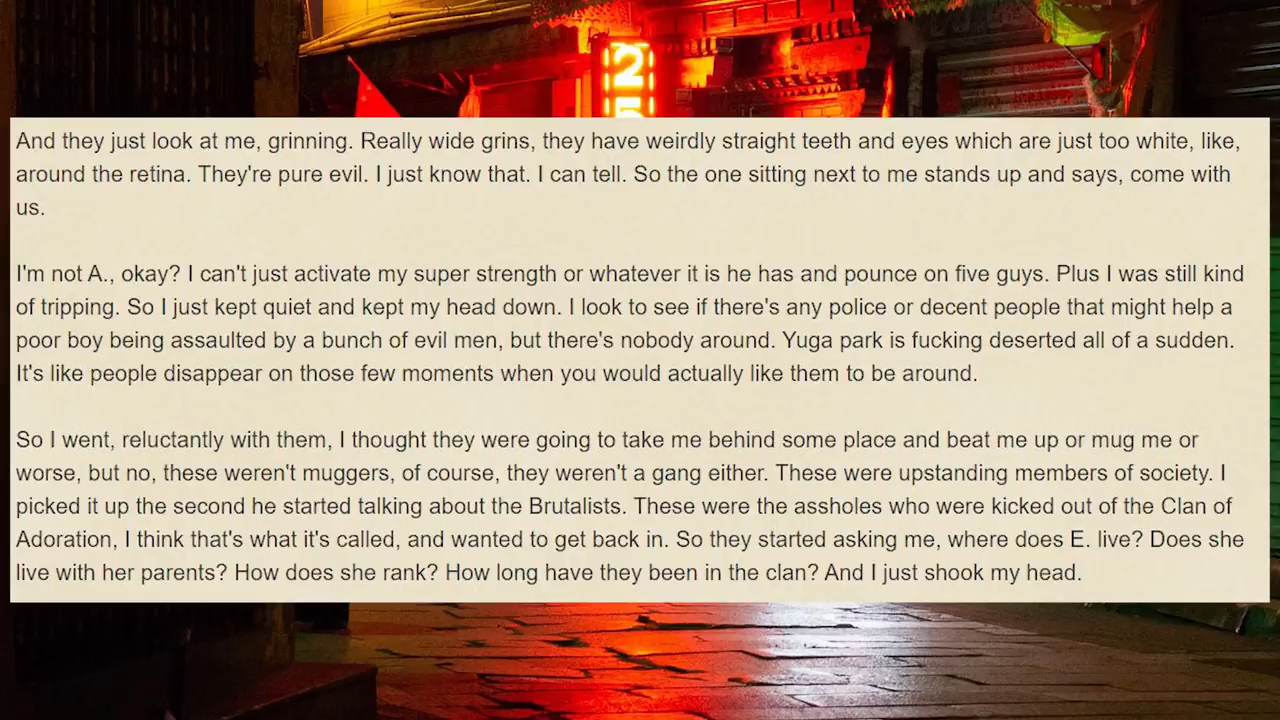 2
5
And they just look at me, grinning. Really wide grins, they have weirdly straight teeth and eyes which are just too white, like,
around the retina. They're pure evil. I just know that. I can tell. So the one sitting next to me stands up and says, come with
us.
I'm not A., okay? I can't just activate my super strength or whatever it is he has and pounce on five guys. Plus I was still kind
of tripping. So I just kept quiet and kept my head down. I look to see if there's any police or decent people that might help a
poor boy being assaulted by a bunch of evil men, but there's nobody around. Yuga park is fucking deserted all of a sudden.
It's like people disappear on those few moments when you would actually like them to be around.
So I went, reluctantly with them, I thought they were going to take me behind some place and beat me up or mug me or
worse, but no, these weren't muggers, of course, they weren't a gang either. These were upstanding members of society. I
picked it up the second he started talking about the Brutalists. These were the assholes who were kicked out of the Clan of
Adoration, I think that's what it's called, and wanted to get back in. So they started asking me, where does E. live? Does she
live with her parents? How does she rank? How long have they been in the clan? And I just shook my head.